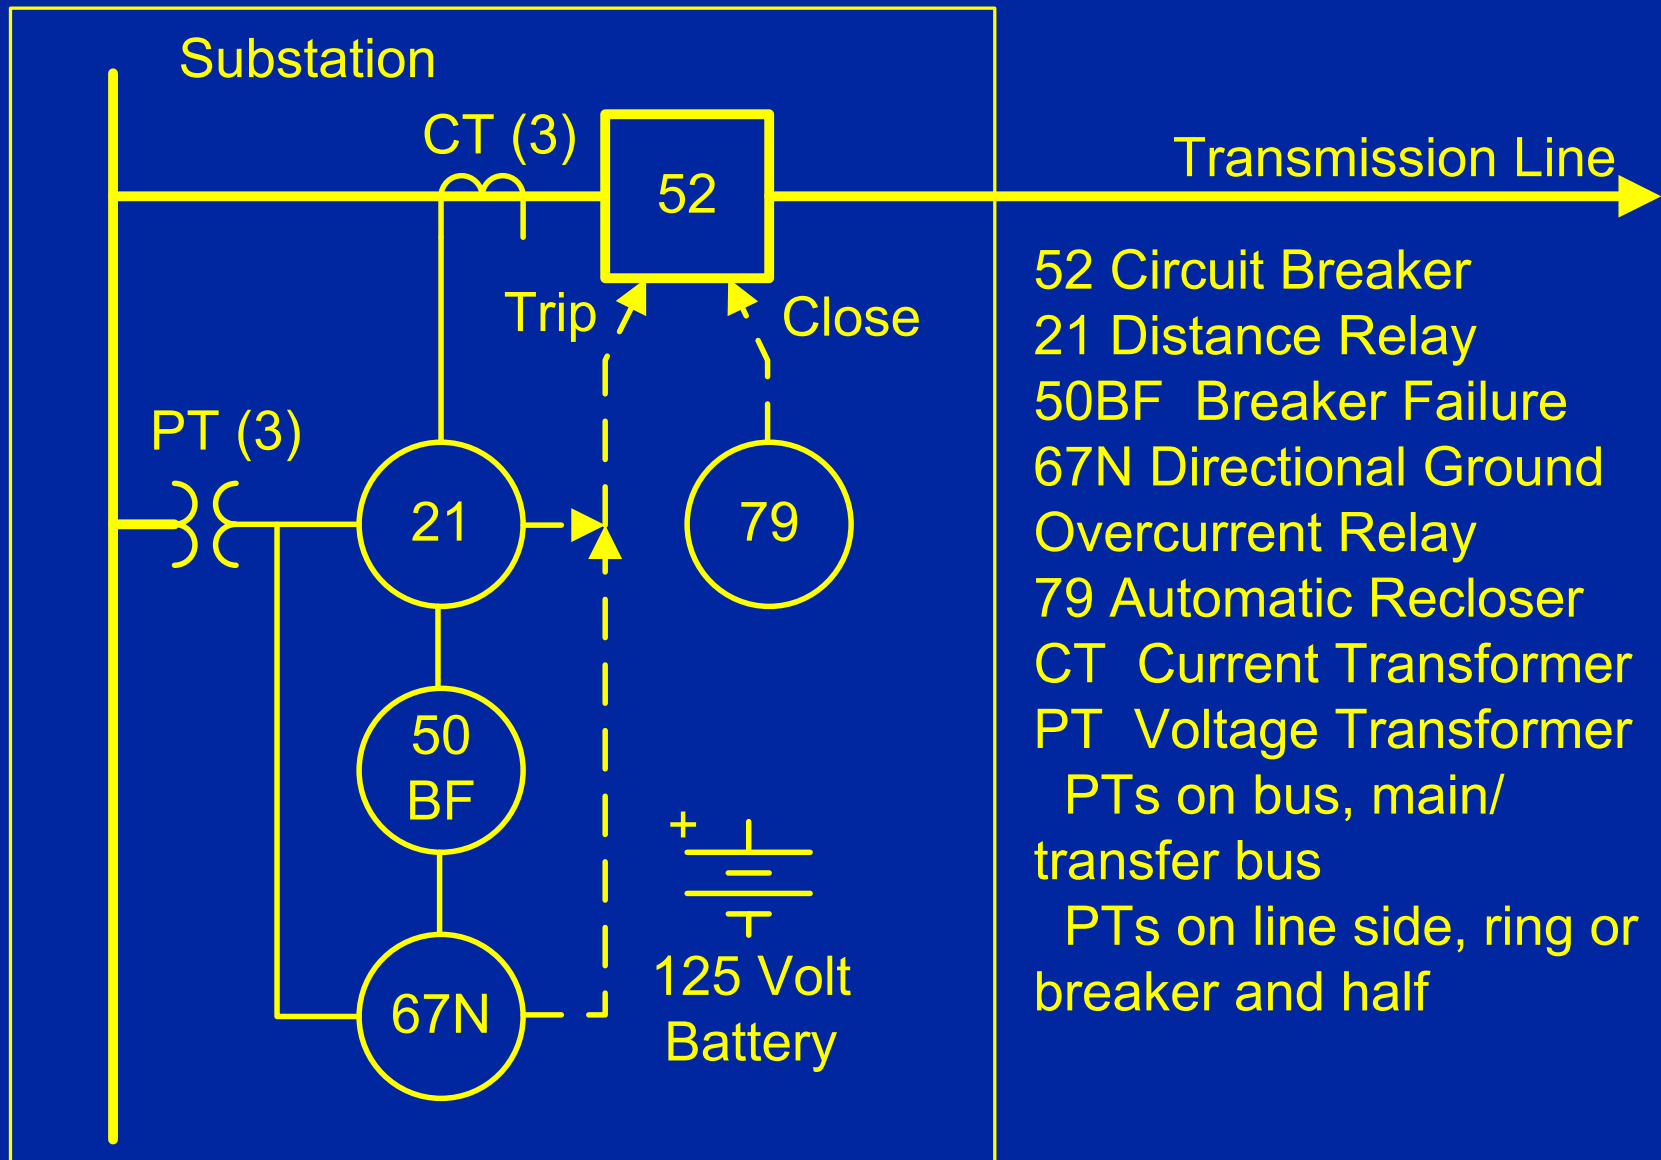 Substation
CT (3)
52
Transmission Line
Trip
Close
PT (3)
21
79
50
BF
67N
+
125 Volt
Battery
52 Circuit Breaker
21 Distance Relay
50BF  Breaker Failure
67N Directional Ground
Overcurrent Relay
79 Automatic Recloser
CT  Current Transformer
PT  Voltage Transformer
PTs on bus, main/
transfer bus
PTs on line side, ring or
breaker and half